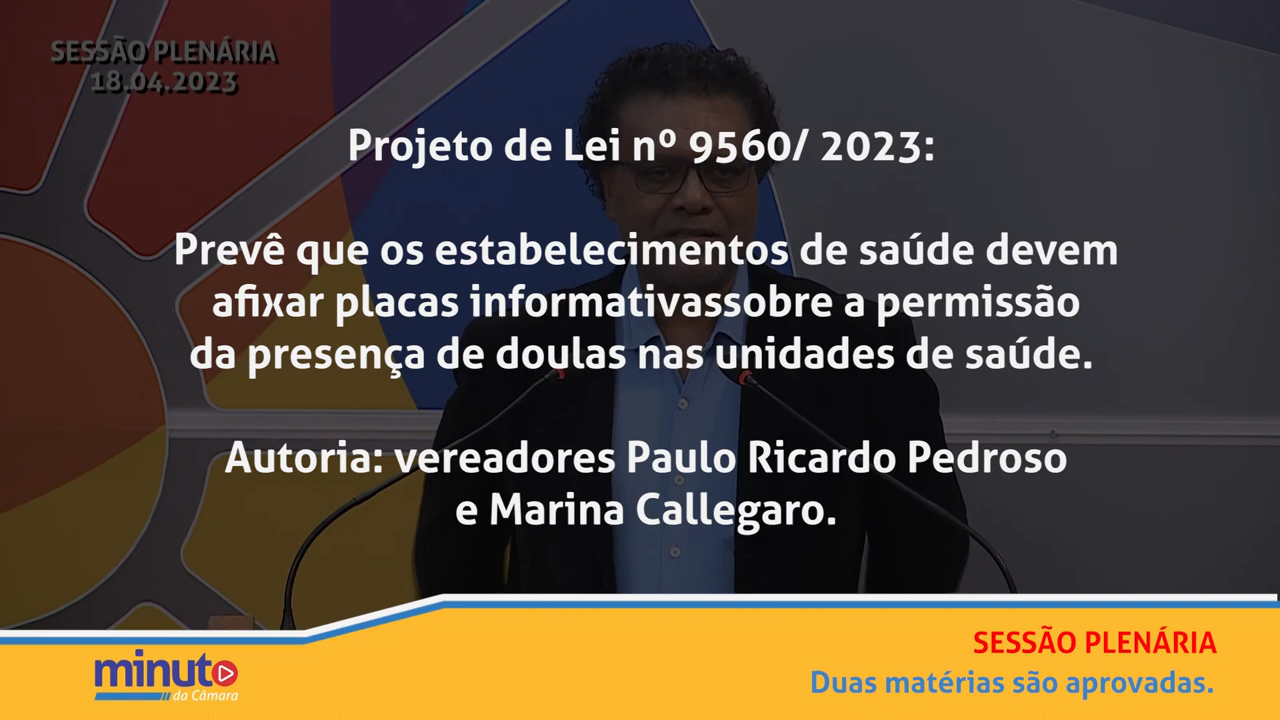 SESSÃO PLENÁRIA
18.04.2023
Projeto de Lei nº 9560/ 2023:
Prevê que os estabelecimentos de saúde devem
afixar placas informativassobre a permissão
da presença de doulas nas unidades de saúde.
Autoria: vereadores Paulo Ricardo Pedroso
e Marina Callegaro.
SESSÃO PLENÁRIA
Duas matérias são aprovadas.
minuto
da Câmara